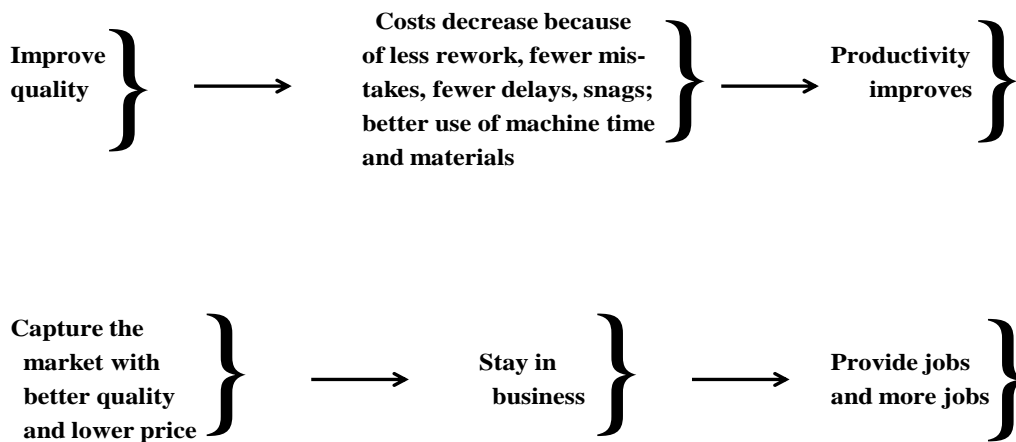 Improve
quality
Costs decrease because
of less rework, fewer mis-
takes, fewer delays, snags;
better use of machine time
and materials
Productivity
improves
Capture the
market with
better quality
and lower price
Stay in
business
Provide jobs
and more jobs